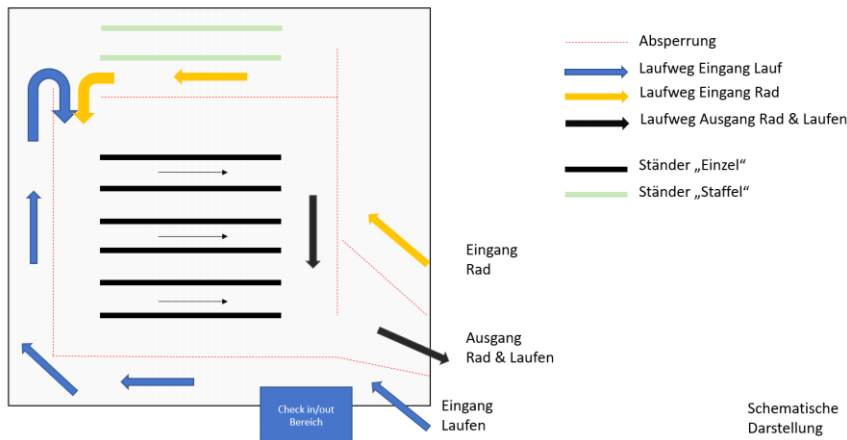 Absperrung
Laufweg Eingang Lauf
Laufweg Eingang Rad
Laufweg Ausgang Rad & Laufen
Ständer „Einzel“
Ständer „Staffel“
Eingang
Rad
Ausgang
Rad & Laufen
Check in/out
Bereich
Eingang
Laufen
Schematische
Darstellung